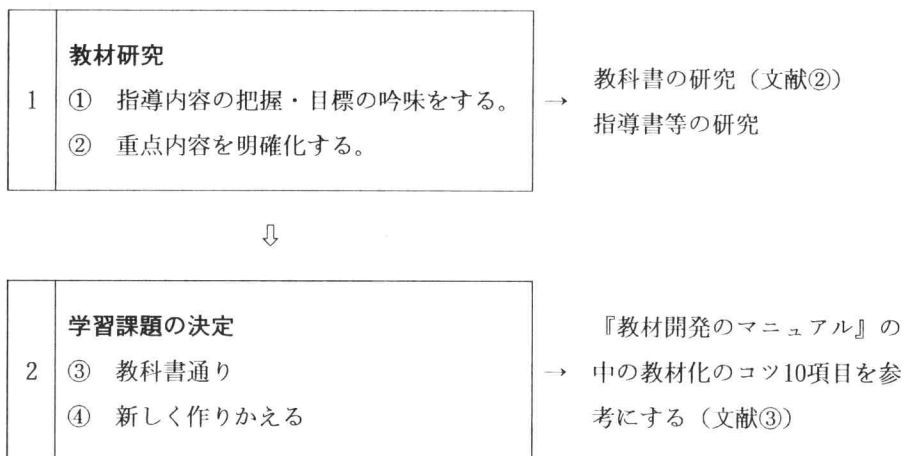 1
教材研究
① 指導内容の把握・目標の吟味をする。
② 重点内容を明確化する。
→
教科書の研究（文献②）
指導書等の研究
⇩
2
学習課題の決定
③ 教科書通り
④ 新しく作りかえる
→
『教材開発のマニュアル』の
中の教材化のコツ10項目を参
考にする（文献③）